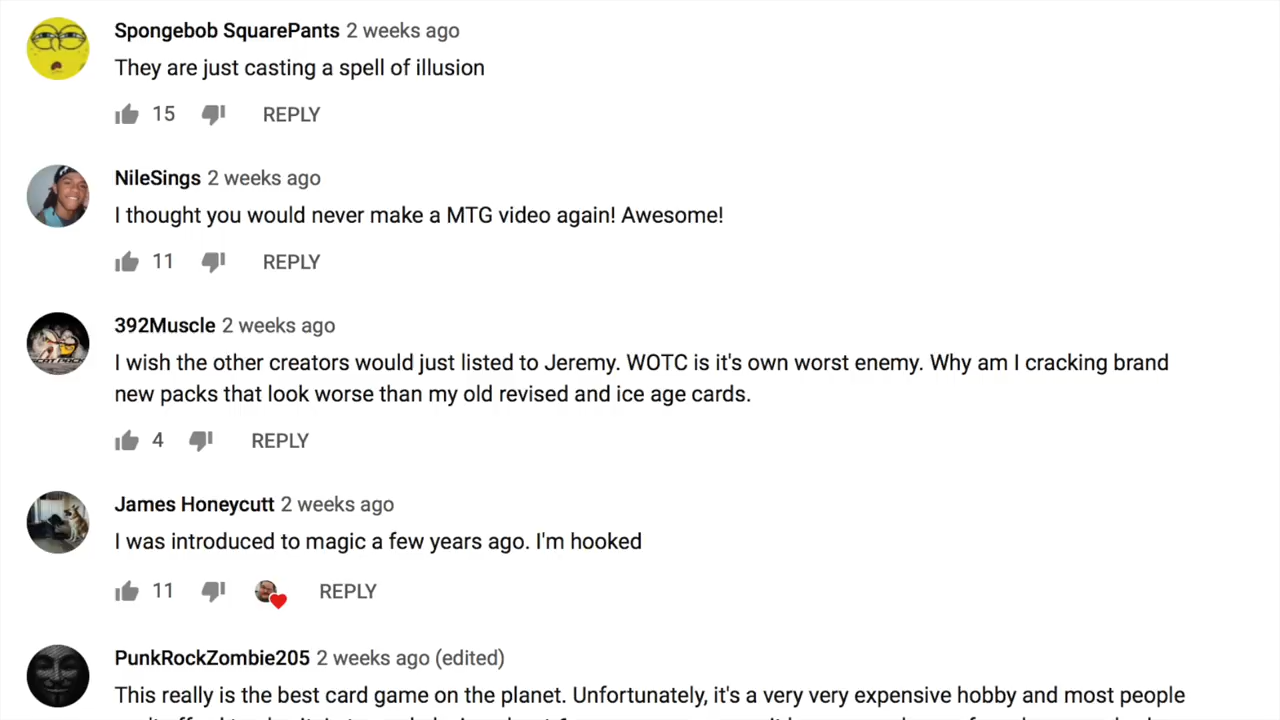 Spongebob SquarePants 2 weeks ago
They are just casting a spell of illusion
15 REPLY
NileSings 2 weeks ago
I thought you would never make a MTG video again! Awesome!
11 REPLY
392Muscle 2 weeks ago
I wish the other creators would just listed to Jeremy. WOTC is it's own worst enemy. Why am I cracking brand
new packs that look worse than my old revised and ice age cards.
4 REPLY
James Honeycutt 2 weeks ago
I was introduced to magic a few years ago. I'm hooked
11 REPLY
PunkRockZombie205 2 weeks ago (edited)
This really is the best card game on the planet. Unfortunately, it's a very very expensive hobby and most people